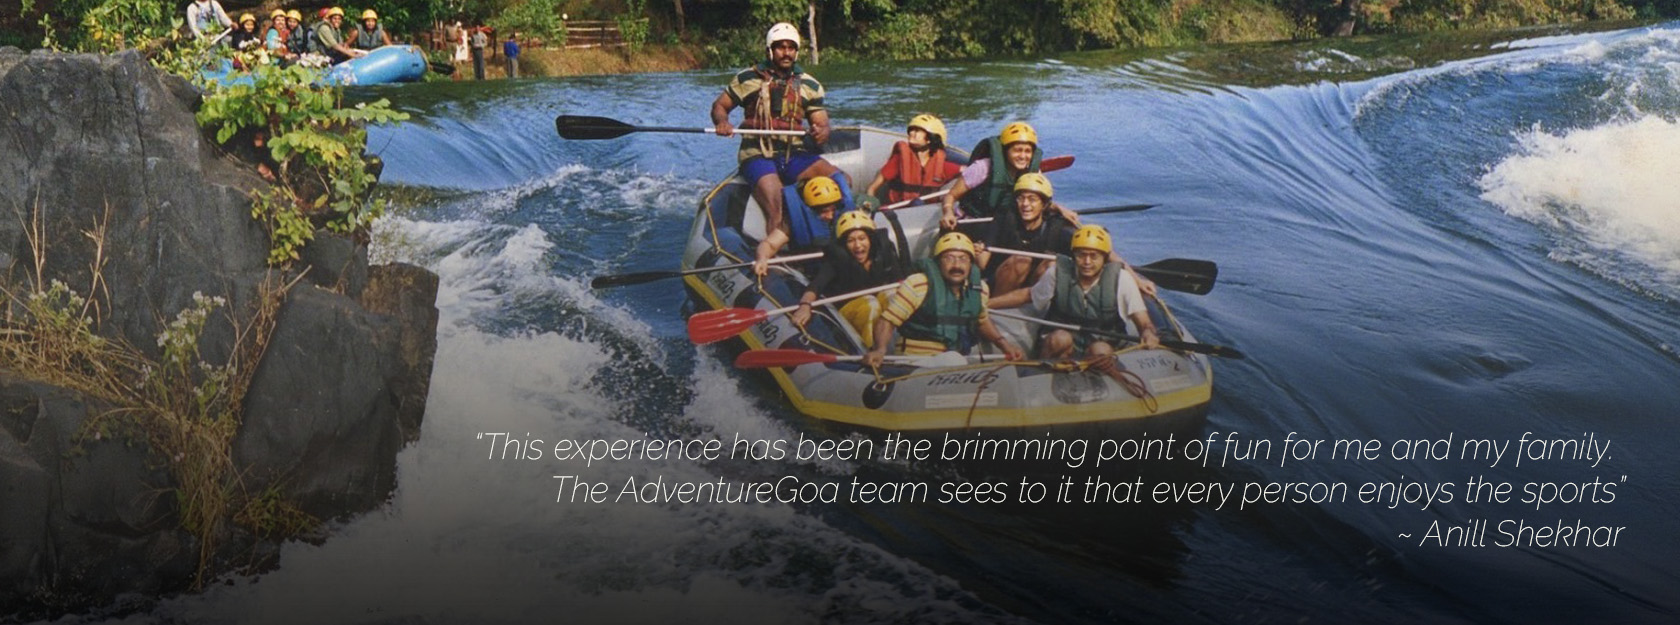 “This experience has been the brimming point of fun for me and my family.
The AdventureGoa team sees to it that every person enjoys the sports”
~ Anill Shekhar